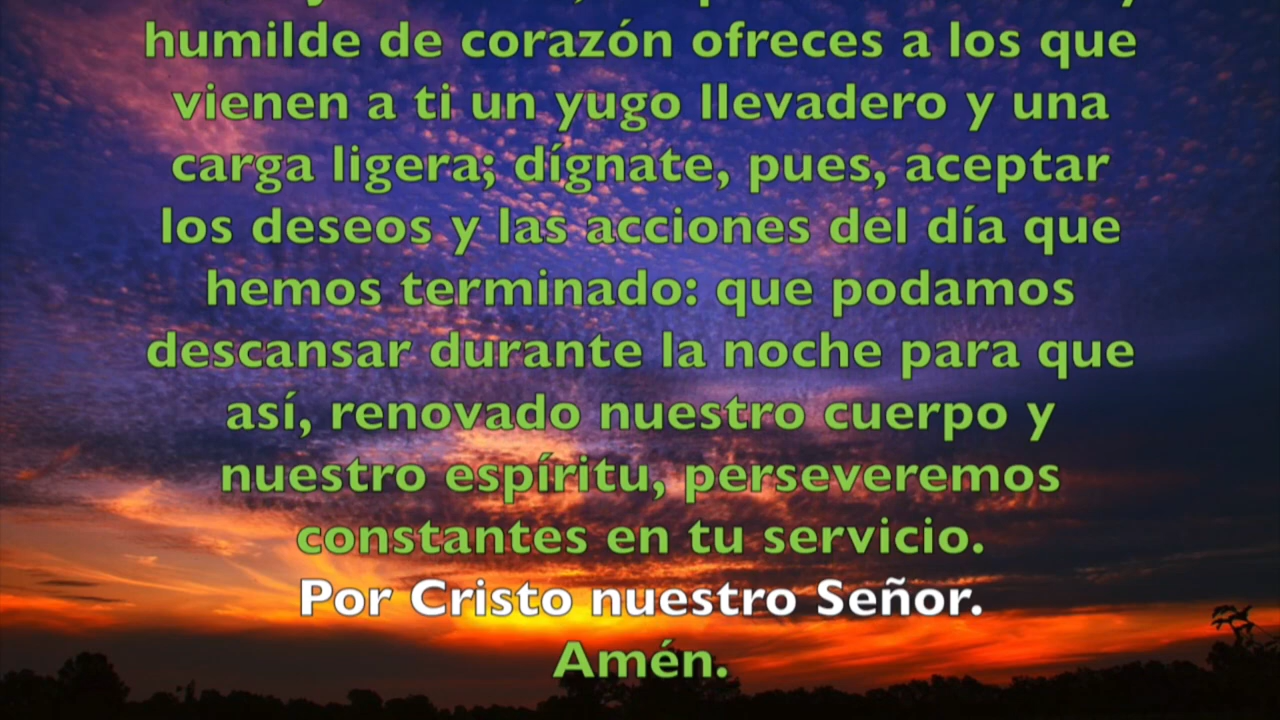 humilde de corazón ofreces a los que
vienen a ti un yugo llevadero y una
carga ligera; dígnate, pues, aceptar
los deseos y las acciones del día que
hemos terminado: que podamos
descansar durante la noche para que
así, renovado nuestro cuerpo y
nuestro espíritu, perseveremos
constantes en tu servicio.
Por Cristo nuestro Señor.
Amén.